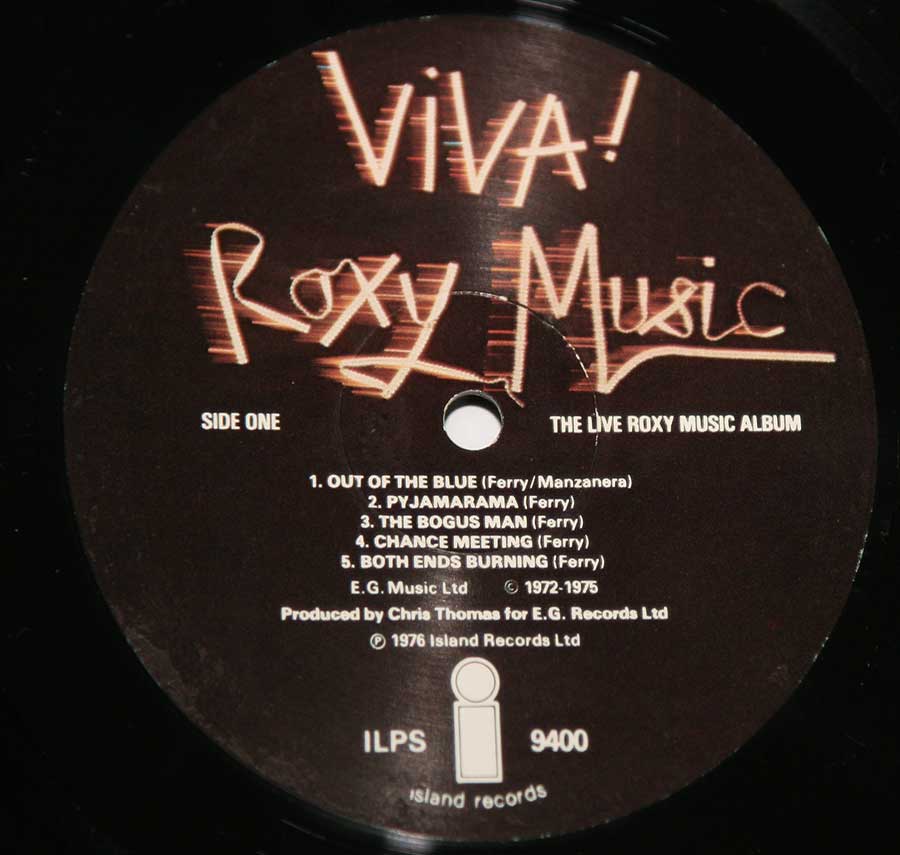 ViVA!
Roxy Music
SIDE ONE
THE LIVE ROXY MUSIC ALBUM
1. OUT OF THE BLUE (Ferry/Manzanera)
2. PYJAMARAMA (Ferry)
3. THE BOGUS MAN (Ferry)
4. CHANCE MEETING (Ferry)
5. BOTH ENDS BURNING (Ferry)
E.G. Music Ltd © 1972-1975
Produced by Chris Thomas for E.G. Records Ltd
℗ 1976 Island Records Ltd
ILPS i 9400
island records